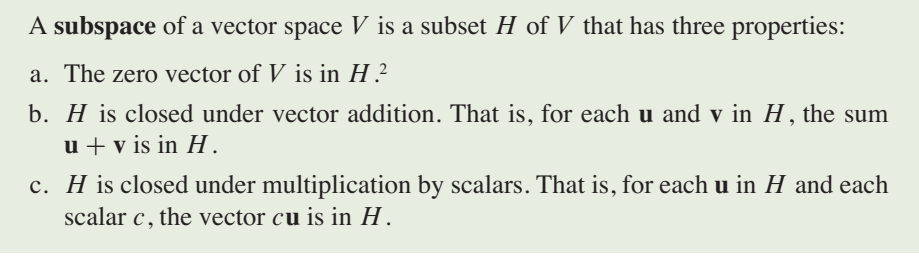 A subspace of a vector space V is a subset H of V that has three properties:
a. The zero vector of V is in H.²
b. H is closed under vector addition. That is, for each u and v in H, the sum
u + v is in H.
c. H is closed under multiplication by scalars. That is, for each u in H and each
scalar c, the vector cu is in H.